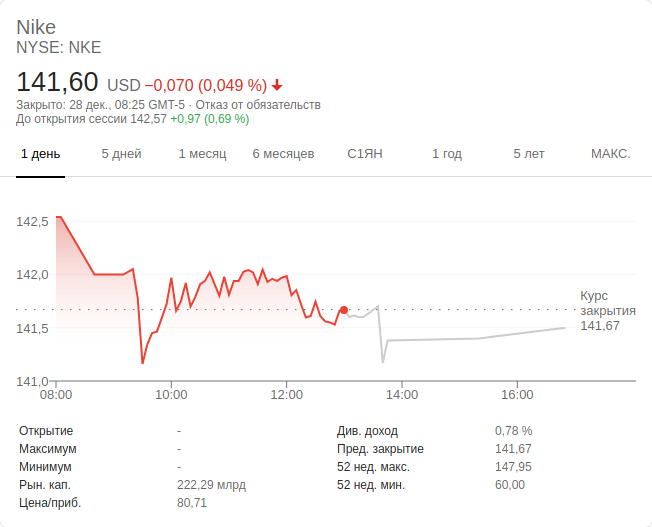 Nike
NYSE: NKE
141,60 USD −0,070 (0,049 %)
Закрыто: 28 дек., 08:25 GMT-5 · Отказ от обязательств
До открытия сессии 142,57 +0,97 (0,69 %)
1 день 5 дней 1 месяц 6 месяцев С1ЯН 1 год 5 лет МАКС.
142,5
142,0
141,5
141,0
Курс
закрытия
141,67
08:00 10:00 12:00 14:00 16:00
Открытие - Див. доход 0,78 %
Максимум - Пред. закрытие 141,67
Минимум - 52 нед. макс. 147,95
Рын. кап. 222,29 млрд 52 нед. мин. 60,00
Цена/приб. 80,71